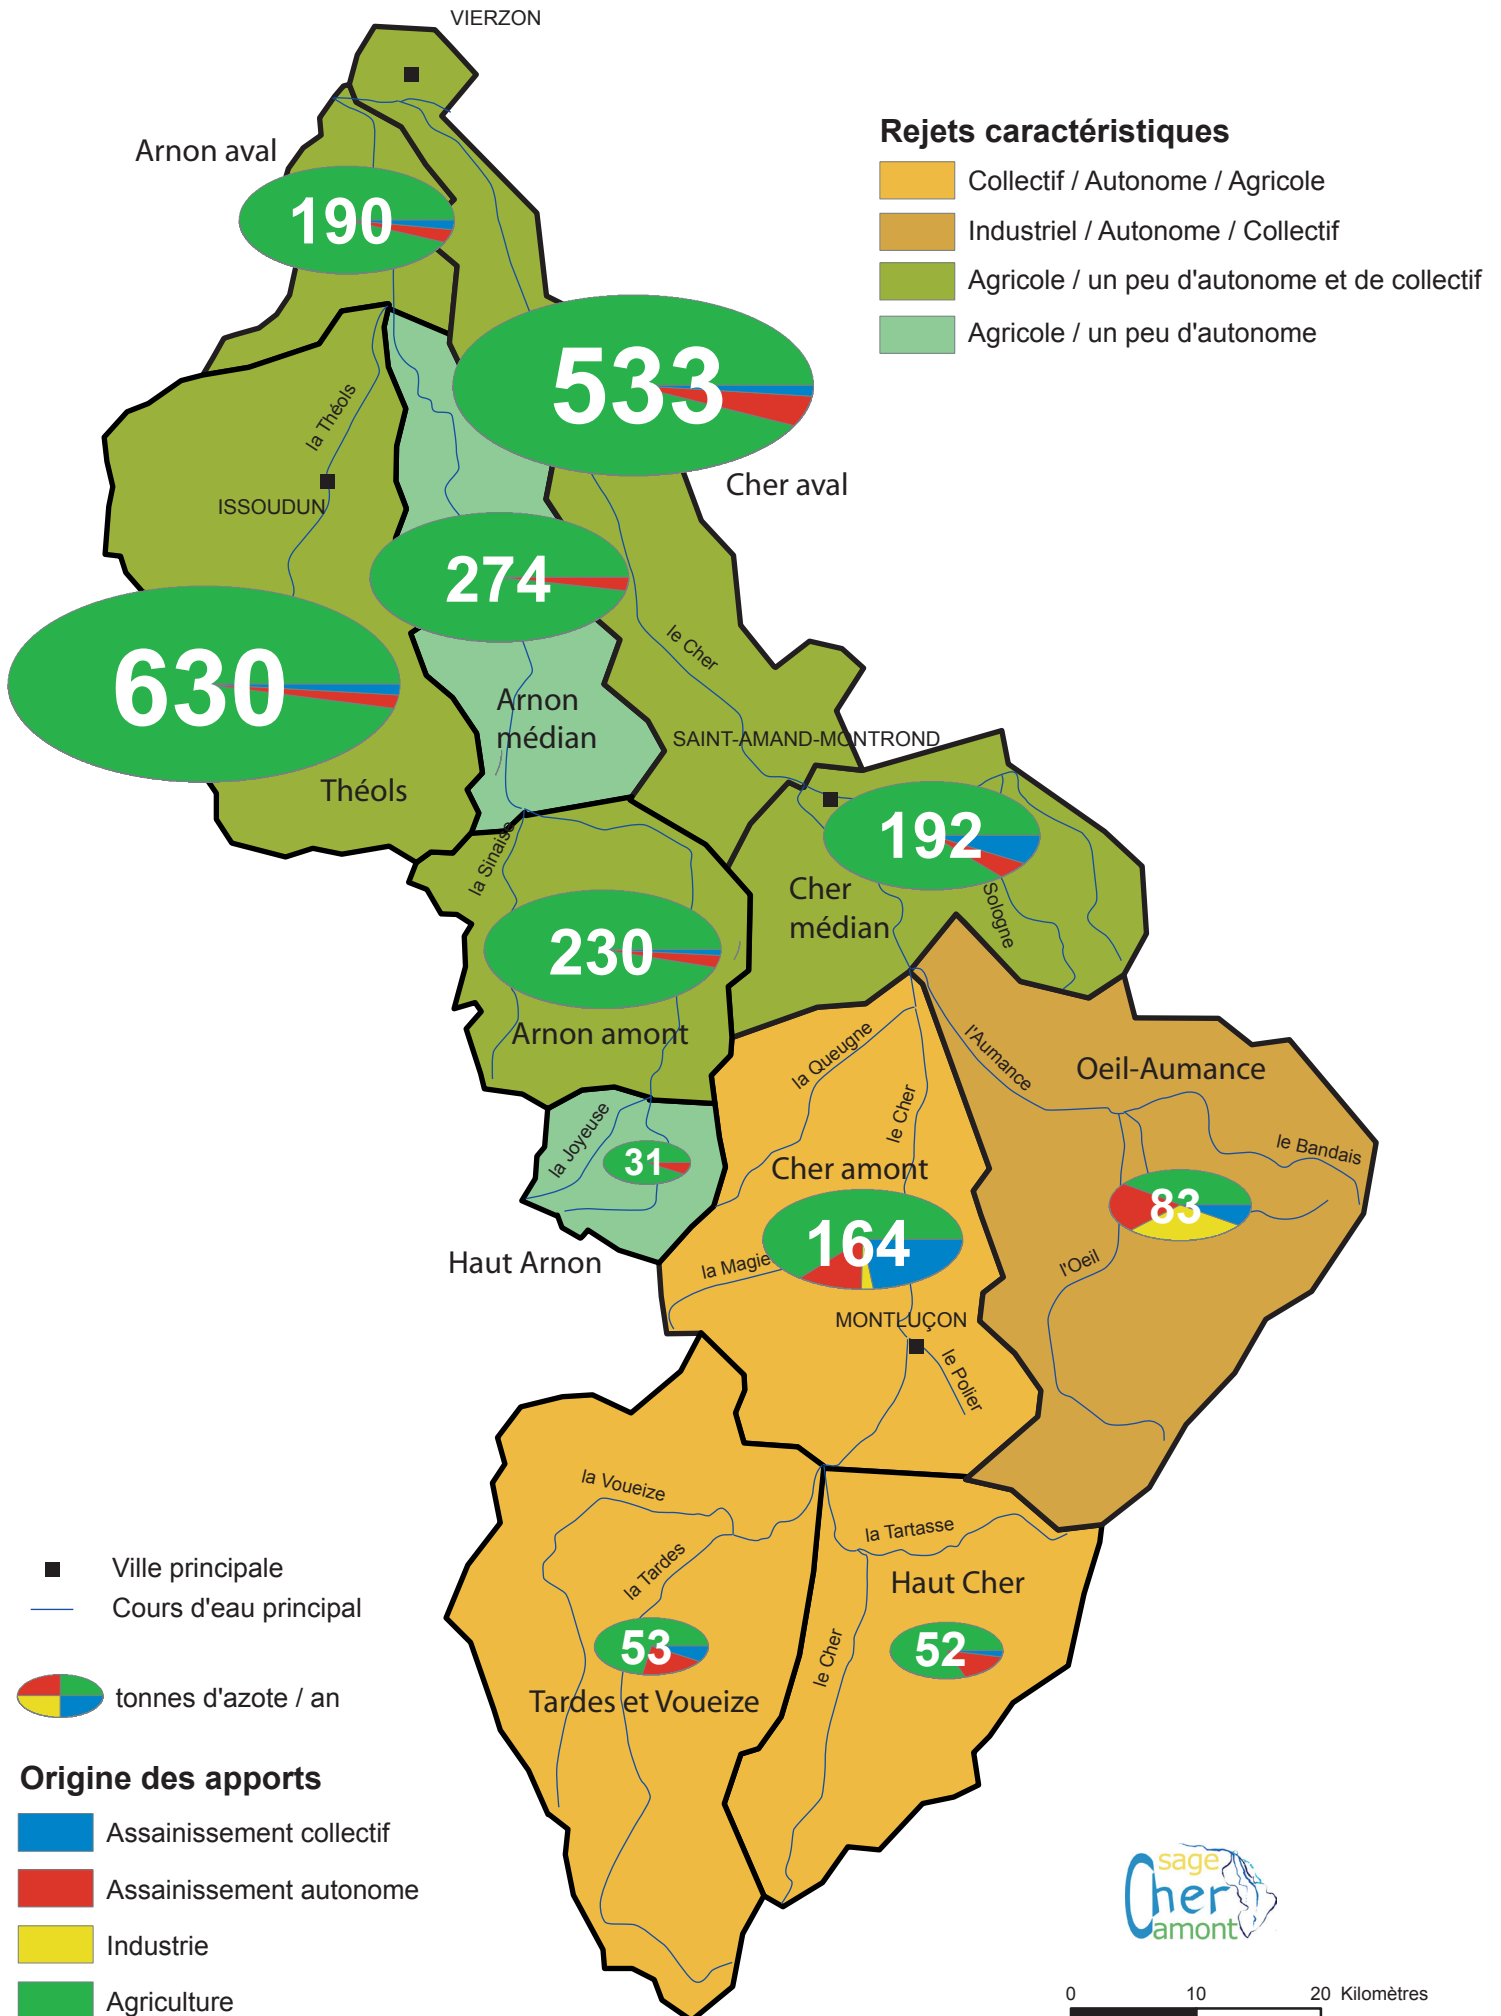 VIERZON
Arnon aval
190
Rejets caractéristiques
Collectif / Autonome / Agricole
Industriel / Autonome / Collectif
Agricole / un peu d'autonome et de collectif
Agricole / un peu d'autonome
533
Cher aval
la Théols
ISSOUDUN
274
630
Arnon
médian
le Cher
SAINT-AMAND-MONTROND
Théols
192
la Sinaise
Cher
médian
Sologne
230
Arnon amont
la Queugne
l'Aumance
Oeil-Aumance
le Cher
la Joyeuse
31
le Bandais
Cher amont
83
164
Haut Arnon
la Magie
l'Oeil
MONTLUÇON
le Polier
la Voueize
la Tartasse
la Tardes
Haut Cher
53
52
le Cher
Tardes et Voueize
Ville principale
Cours d'eau principal
tonnes d'azote / an
Origine des apports
Assainissement collectif
Assainissement autonome
Industrie
Agriculture
sage
Cher
amont
0 10 20 Kilomètres